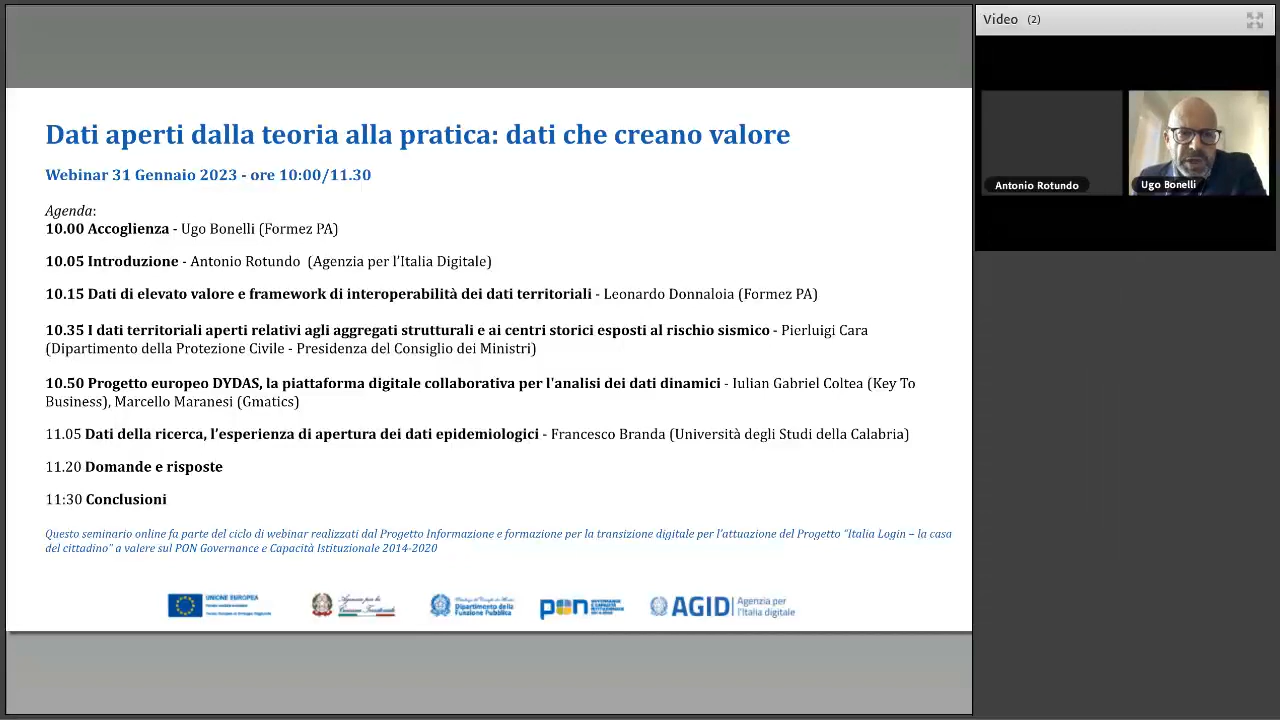 Dati aperti dalla teoria alla pratica: dati che creano valore
Webinar 31 Gennaio 2023 - ore 10:00/11.30
Agenda:
10.00 Accoglienza - Ugo Bonelli (Formez PA)
10.05 Introduzione - Antonio Rotundo (Agenzia per l'Italia Digitale)
10.15 Dati di elevato valore e framework di interoperabilità dei dati territoriali - Leonardo Donnaloia (Formez PA)
10.35 I dati territoriali aperti relativi agli aggregati strutturali e ai centri storici esposti al rischio sismico - Pierluigi Cara
(Dipartimento della Protezione Civile - Presidenza del Consiglio dei Ministri)
10.50 Progetto europeo DYDAS, la piattaforma digitale collaborativa per l'analisi dei dati dinamici - Iulian Gabriel Coltea (Key To
Business), Marcello Maranesi (Gmatics)
11.05 Dati della ricerca, l'esperienza di apertura dei dati epidemiologici - Francesco Branda (Università degli Studi della Calabria)
11.20 Domande e risposte
11:30 Conclusioni
Questo seminario online fa parte del ciclo di webinar realizzati dal Progetto Informazione e formazione per la transizione digitale per l'attuazione del Progetto “Italia Login – la casa
del cittadino” a valere sul PON Governance e Capacità Istituzionale 2014-2020
UNIONE EUROPEA
Dipartimento della
Funzione Pubblica
pon
AGID
Agenzia per
l'Italia digitale
Video (2)
Antonio Rotundo
Ugo Bonelli